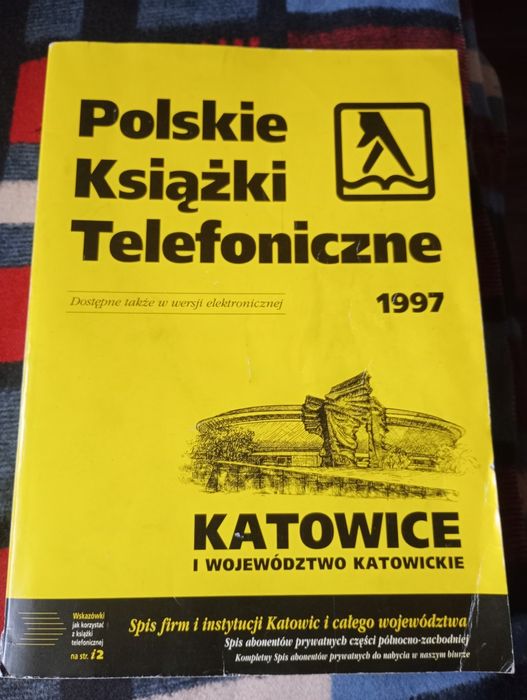 Polskie
Książki
Telefoniczne
Dostępne także w wersji elektronicznej
1997
KATOWICE
I WOJEWÓDZTWO KATOWICKIE
Wskazówki
jak korzystać
z książki
telefonicznej
na str. i2
Spis firm i instytucji Katowic i całego województwa
Spis abonentów prywatnych części północno-zachodniej
Kompletny Spis abonentów prywatnych do nabycia w naszym biurze